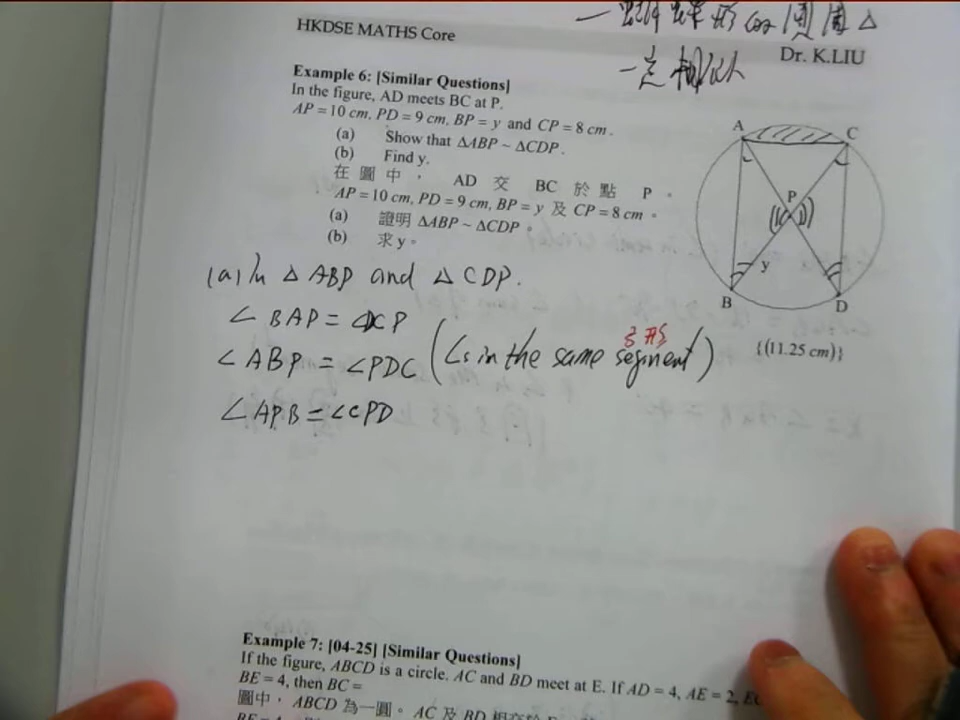 HKDSE MATHS Core
Dr. K.LIU
Example 6: [Similar Questions]
In the figure, AD meets BC at P.
AP = 10 cm, PD = 9 cm, BP = y and CP = 8 cm.
(a) Show that ΔABP ~ ΔCDP.
(b) Find y.
在圖中， AD 交 BC 於點 P 。
AP = 10 cm, PD = 9 cm, BP = y 及 CP = 8 cm 。
(a) 證明 ΔABP ~ ΔCDP 。
(b) 求 y 。
A
C
P
y
B
D
{(11.25 cm)}
(a) In Δ ABP and Δ CDP.
∠ BAP = ∠DCP
∠ ABP = ∠PDC (∠s in the same segment)
∠ APB = ∠CPD
Example 7: [04-25] [Similar Questions]
If the figure, ABCD is a circle. AC and BD meet at E. If AD = 4, AE = 2,
BE = 4, then BC =
圖中， ABCD 為一圓。 AC 及 BD